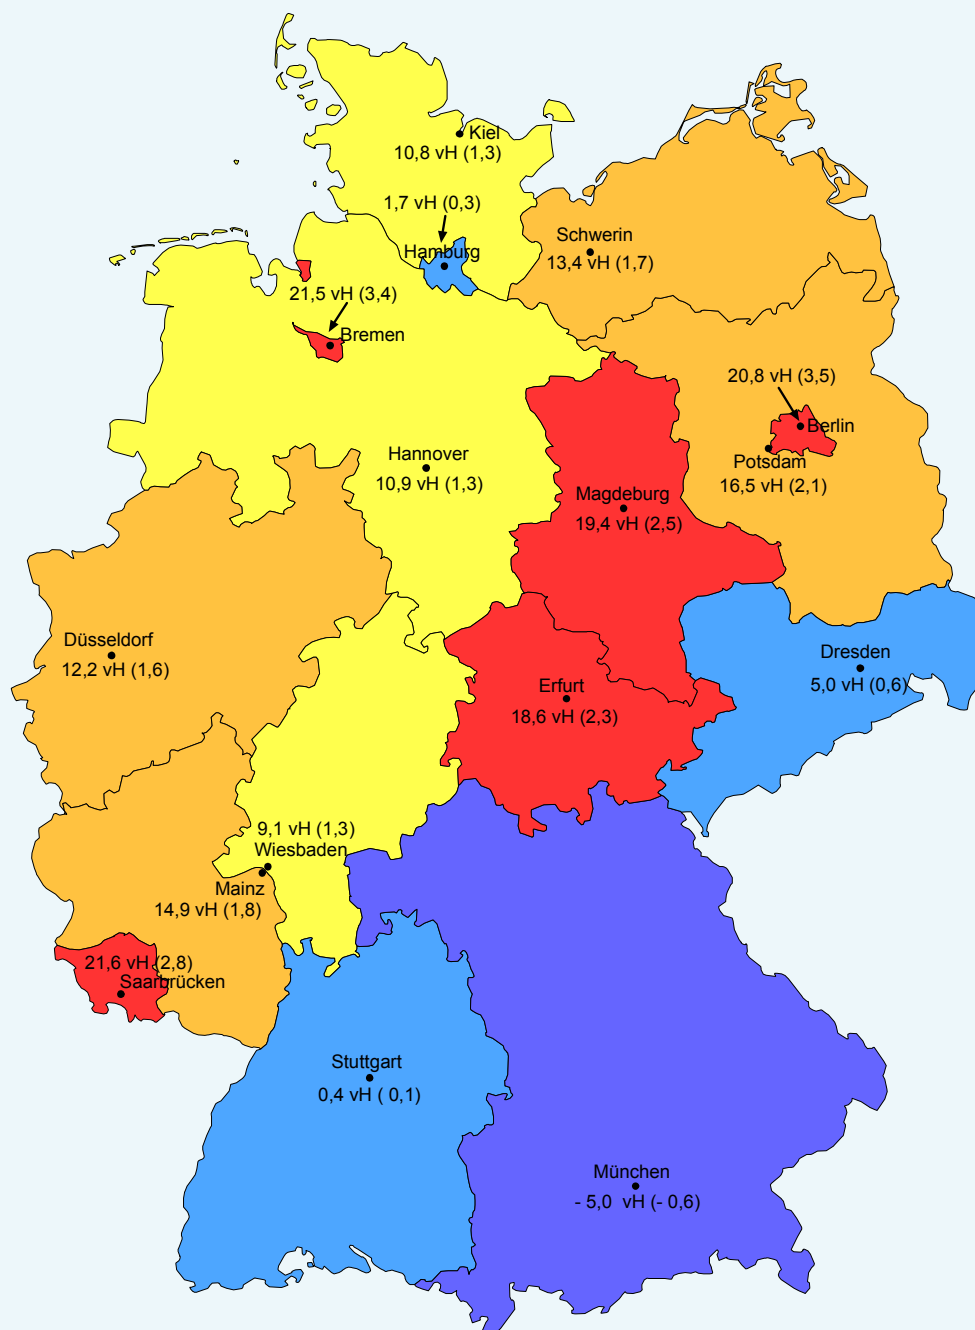 Kiel
10,8 vH (1,3)
1,7 vH (0,3)
Hamburg
Schwerin
13,4 vH (1,7)
21,5 vH (3,4)
Bremen
20,8 vH (3,5)
Berlin
Potsdam
16,5 vH (2,1)
Hannover
10,9 vH (1,3)
Magdeburg
19,4 vH (2,5)
Düsseldorf
12,2 vH (1,6)
Dresden
5,0 vH (0,6)
Erfurt
18,6 vH (2,3)
9,1 vH (1,3)
Wiesbaden
Mainz
14,9 vH (1,8)
21,6 vH (2,8)
Saarbrücken
Stuttgart
0,4 vH ( 0,1)
München
- 5,0 vH (- 0,6)